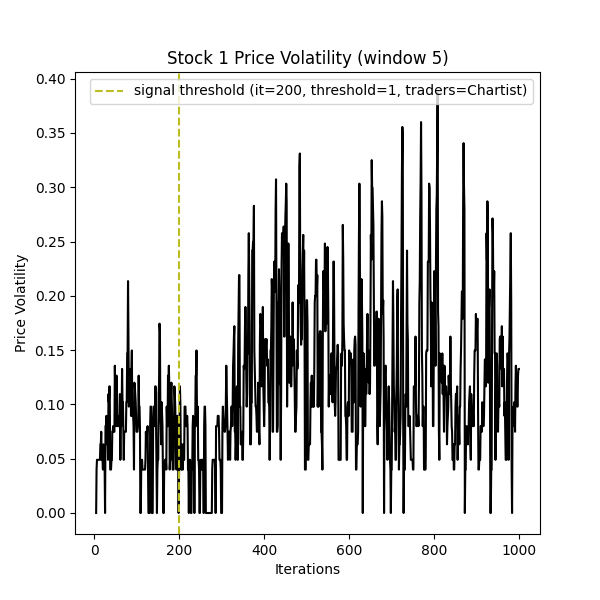 Stock 1 Price Volatility (window 5)
signal threshold (it=200, threshold=1, traders=Chartist)
0.40
0.35
0.30
0.25
0.20
0.15
0.10
0.05
0.00
Price Volatility
0 200 400 600 800 1000
Iterations